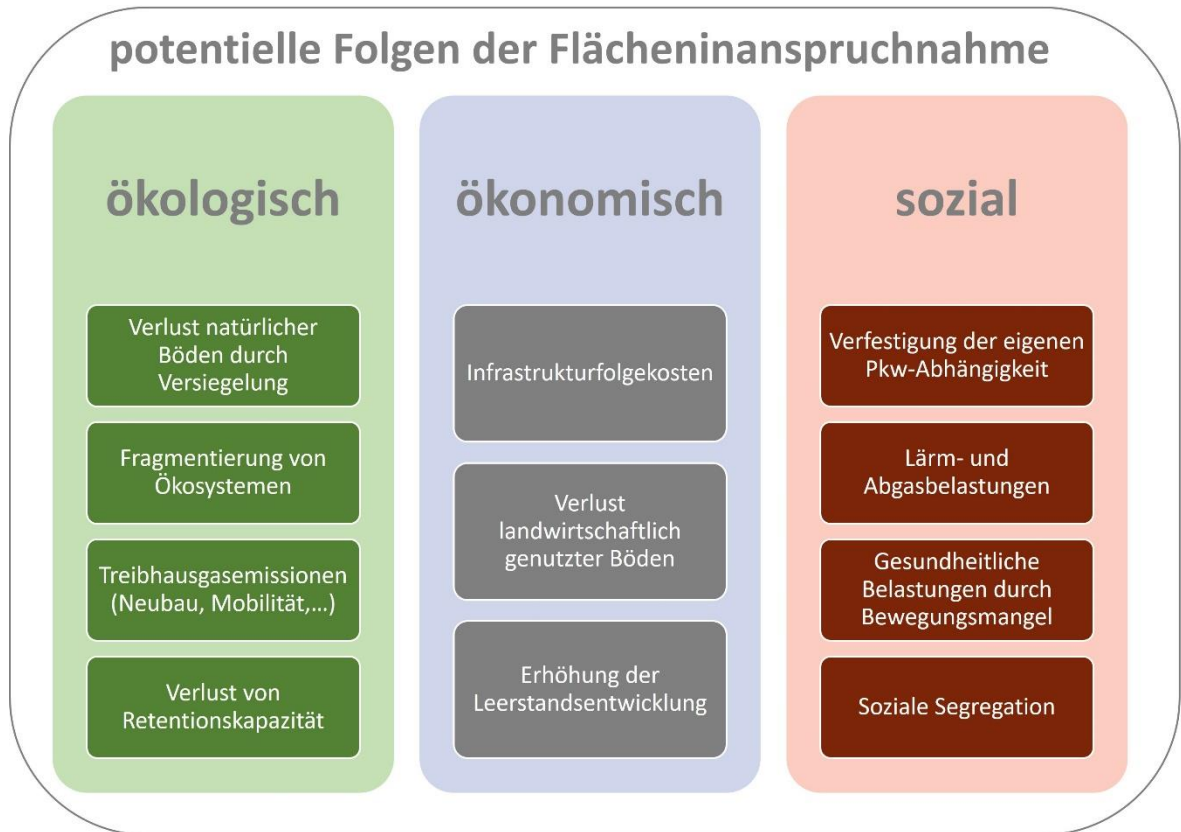 potentielle Folgen der Flächeninanspruchnahme
ökologisch
Verlust natürlicher
Böden durch
Versiegelung
Fragmentierung von
Ökosystemen
Treibhausgasemissionen
(Neubau, Mobilität,...)
Verlust von
Retentionskapazität
ökonomisch
Infrastrukturfolgekosten
Verlust
landwirtschaftlich
genutzter Böden
Erhöhung der
Leerstandsentwicklung
sozial
Verfestigung der eigenen
Pkw-Abhängigkeit
Lärm- und
Abgasbelastungen
Gesundheitliche
Belastungen durch
Bewegungsmangel
Soziale Segregation